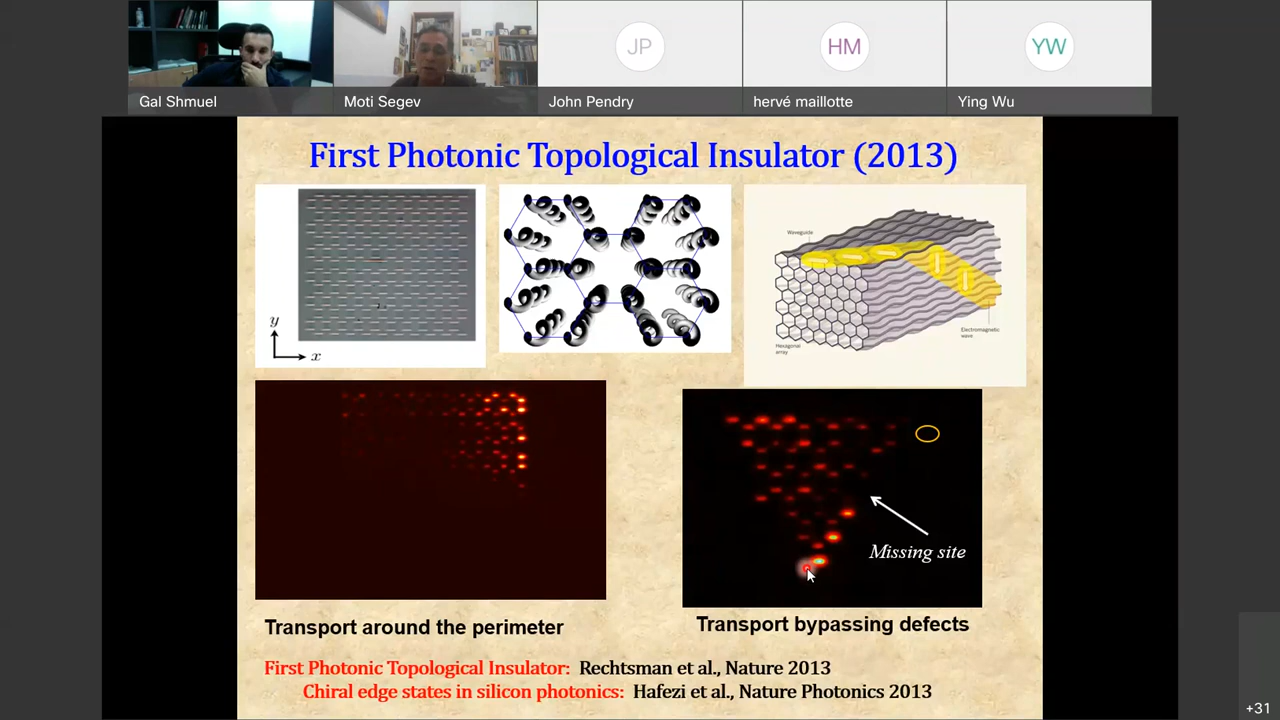 JP
HM
YW
Gal Shmuel
Moti Segev
John Pendry
hervé maillotte
Ying Wu
First Photonic Topological Insulator (2013)
y
x
Waveguide
Hexagonal
array
Electromagnetic
wave
Missing site
Transport around the perimeter
Transport bypassing defects
First Photonic Topological Insulator: Rechtsman et al., Nature 2013
Chiral edge states in silicon photonics: Hafezi et al., Nature Photonics 2013
+31